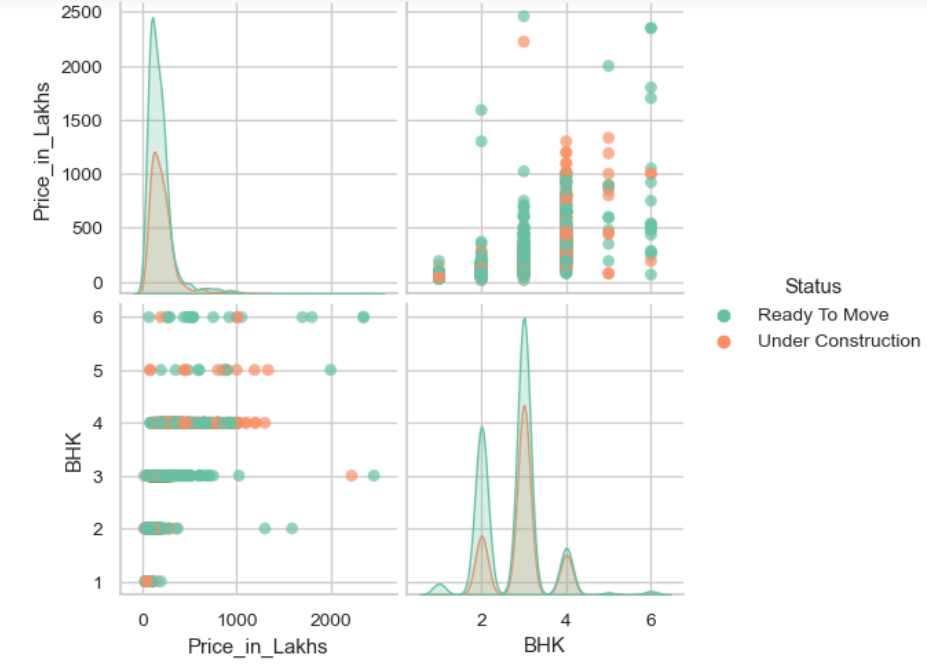 2500
2000
1500
1000
500
0
Price_in_Lakhs
6
5
4
3
2
1
BHK
0 1000 2000
Price_in_Lakhs
2 4 6
BHK
Status
Ready To Move
Under Construction